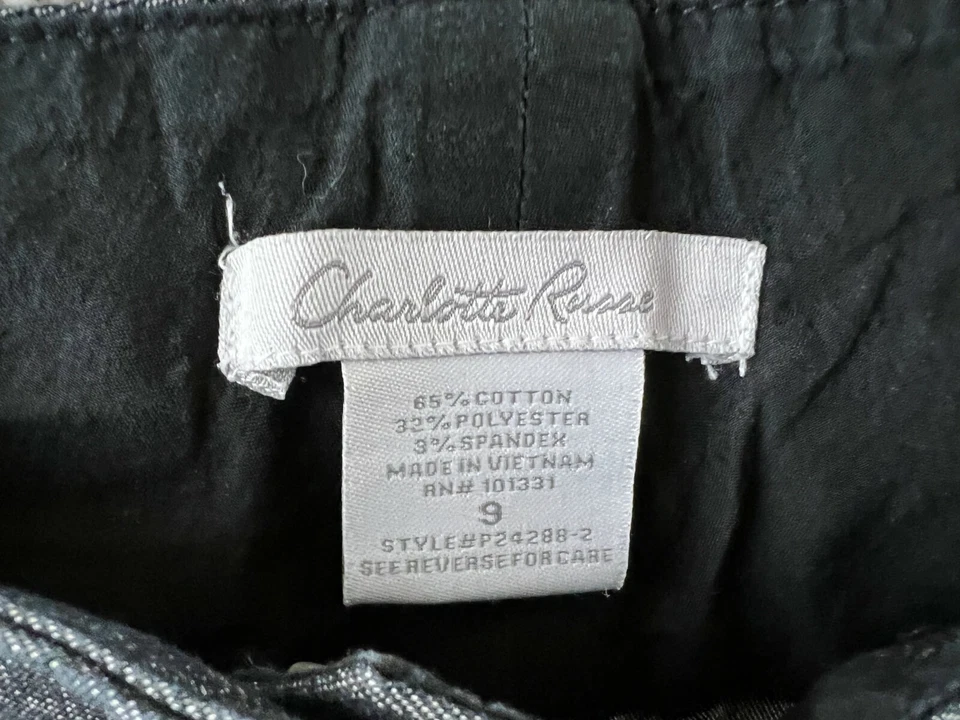 Charlotte Russe
65% COTTON
32% POLYESTER
3% SPANDEX
MADE IN VIETNAM
RN# 101331
9
STYLE#P24288-2
SEE REVERSE FOR CARE